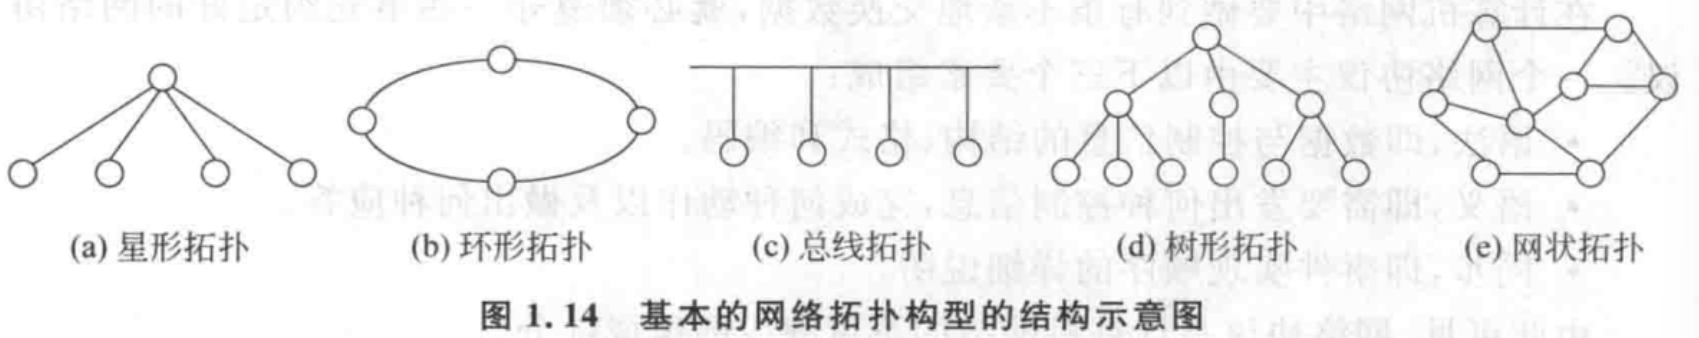 (a) 星形拓扑 (b) 环形拓扑 (c) 总线拓扑 (d) 树形拓扑 (e) 网状拓扑
图 1.14 基本的网络拓扑构型的结构示意图